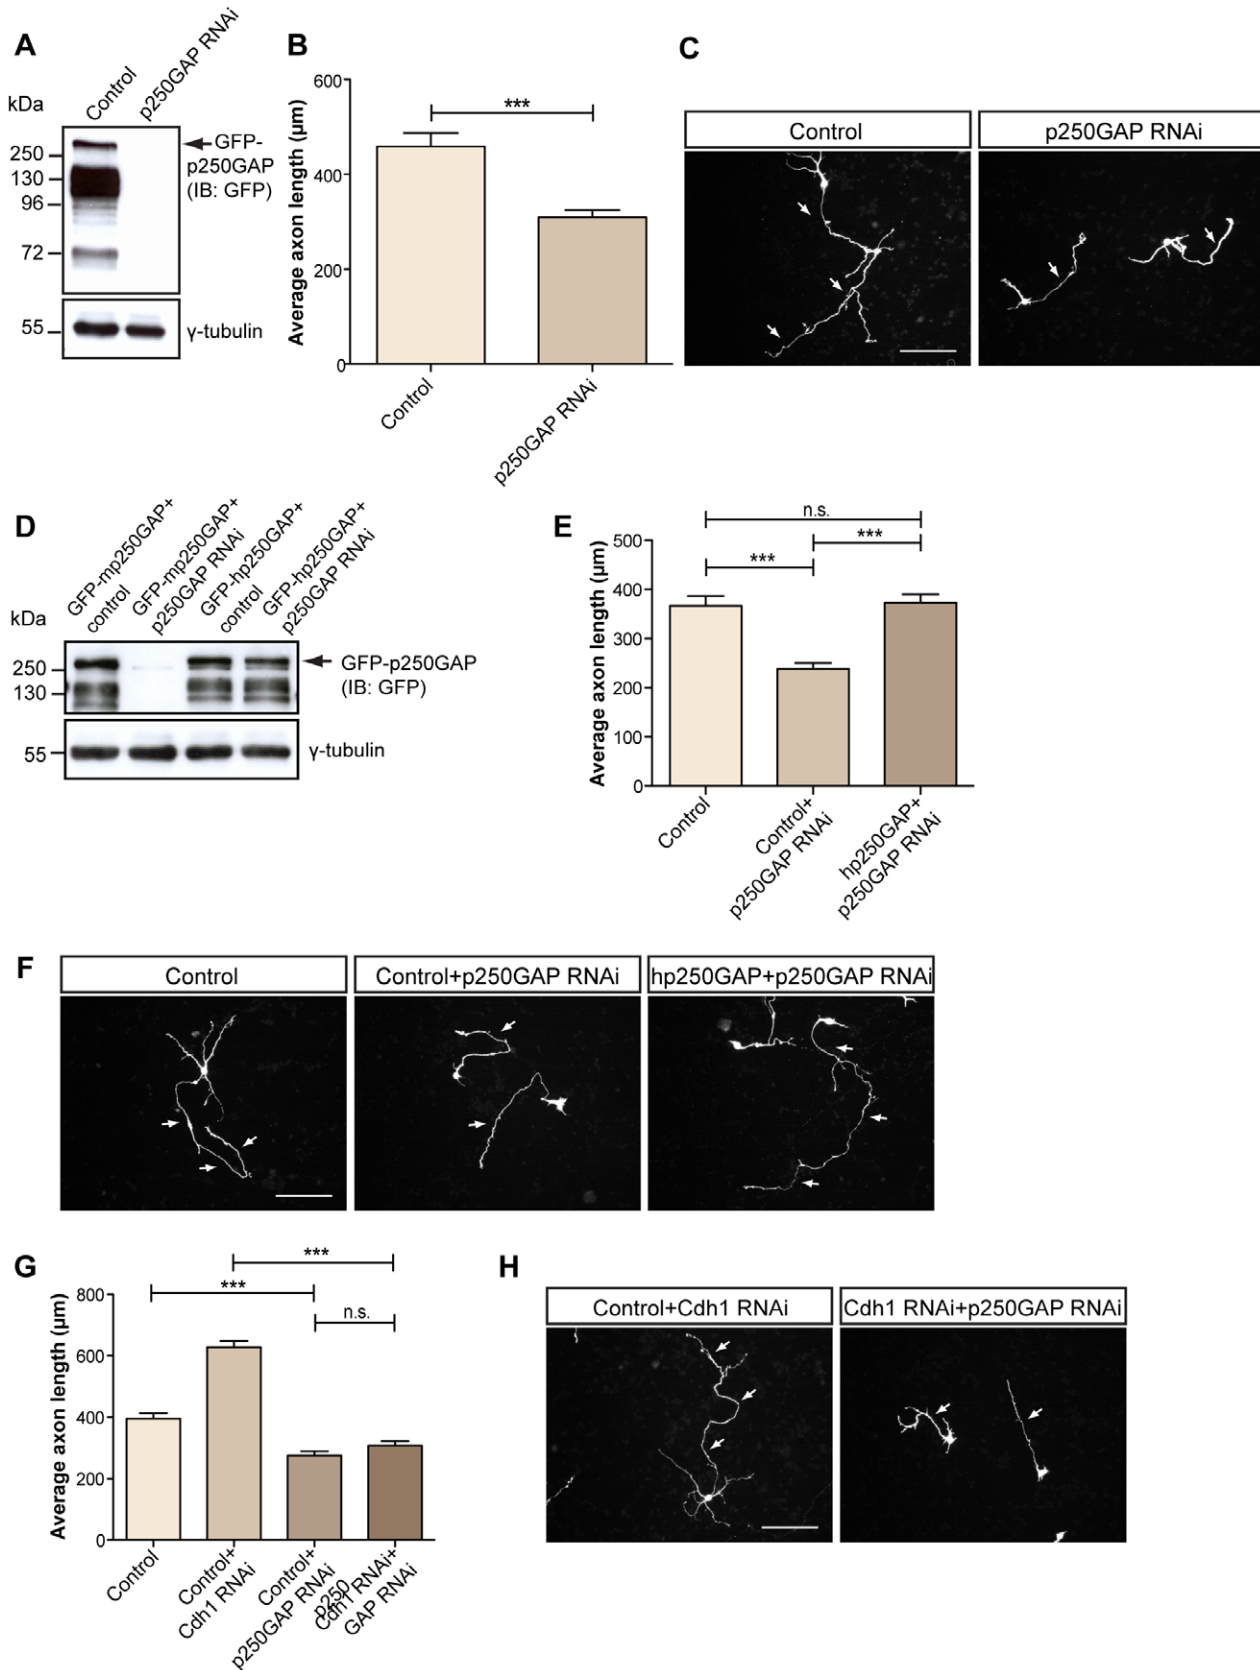 A
kDa
Control
p250GAP RNAi
250
130
96
72
55
GFP-
p250GAP
(IB: GFP)
γ-tubulin
B
Average axon length (µm)
600
400
200
0
***
Control
p250GAP RNAi
C
Control
p250GAP RNAi
D
kDa
GFP-mp250GAP+
control
GFP-mp250GAP+
p250GAP RNAi
GFP-hp250GAP+
control
GFP-hp250GAP+
p250GAP RNAi
250
130
55
GFP-p250GAP
(IB: GFP)
γ-tubulin
E
Average axon length (µm)
500
400
300
200
100
0
n.s.
***
***
Control
Control+
p250GAP RNAi
hp250GAP+
p250GAP RNAi
F
Control
Control+p250GAP RNAi
hp250GAP+p250GAP RNAi
G
Average axon length (µm)
800
600
400
200
0
***
***
n.s.
Control
Control+
Cdh1 RNAi
Control+
p250GAP RNAi
Cdh1 RNAi+
p250
GAP RNAi
H
Control+Cdh1 RNAi
Cdh1 RNAi+p250GAP RNAi